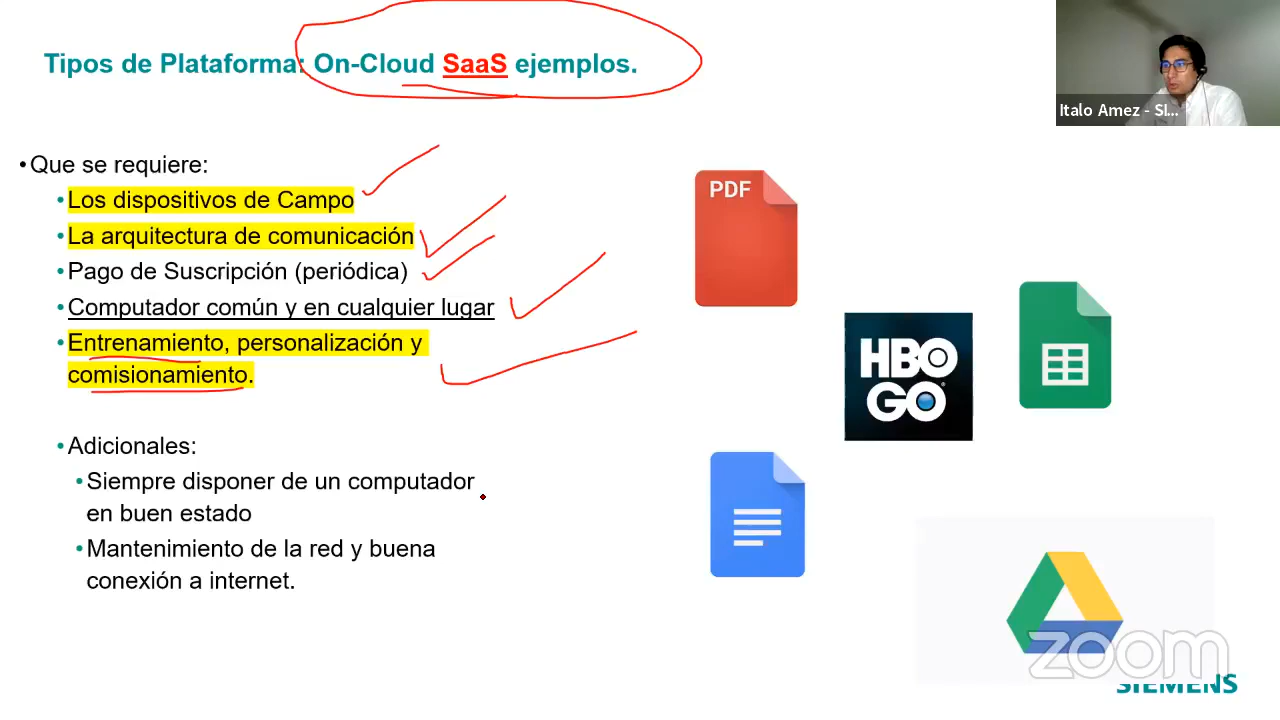 Tipos de Plataforma: On-Cloud SaaS ejemplos.
Italo Amez - SI...
•Que se requiere:
•Los dispositivos de Campo
•La arquitectura de comunicación
•Pago de Suscripción (periódica)
•Computador común y en cualquier lugar
•Entrenamiento, personalización y
comisionamiento.
•Adicionales:
•Siempre disponer de un computador
en buen estado
•Mantenimiento de la red y buena
conexión a internet.
PDF
HBO
GO
zoom
SIEMENS